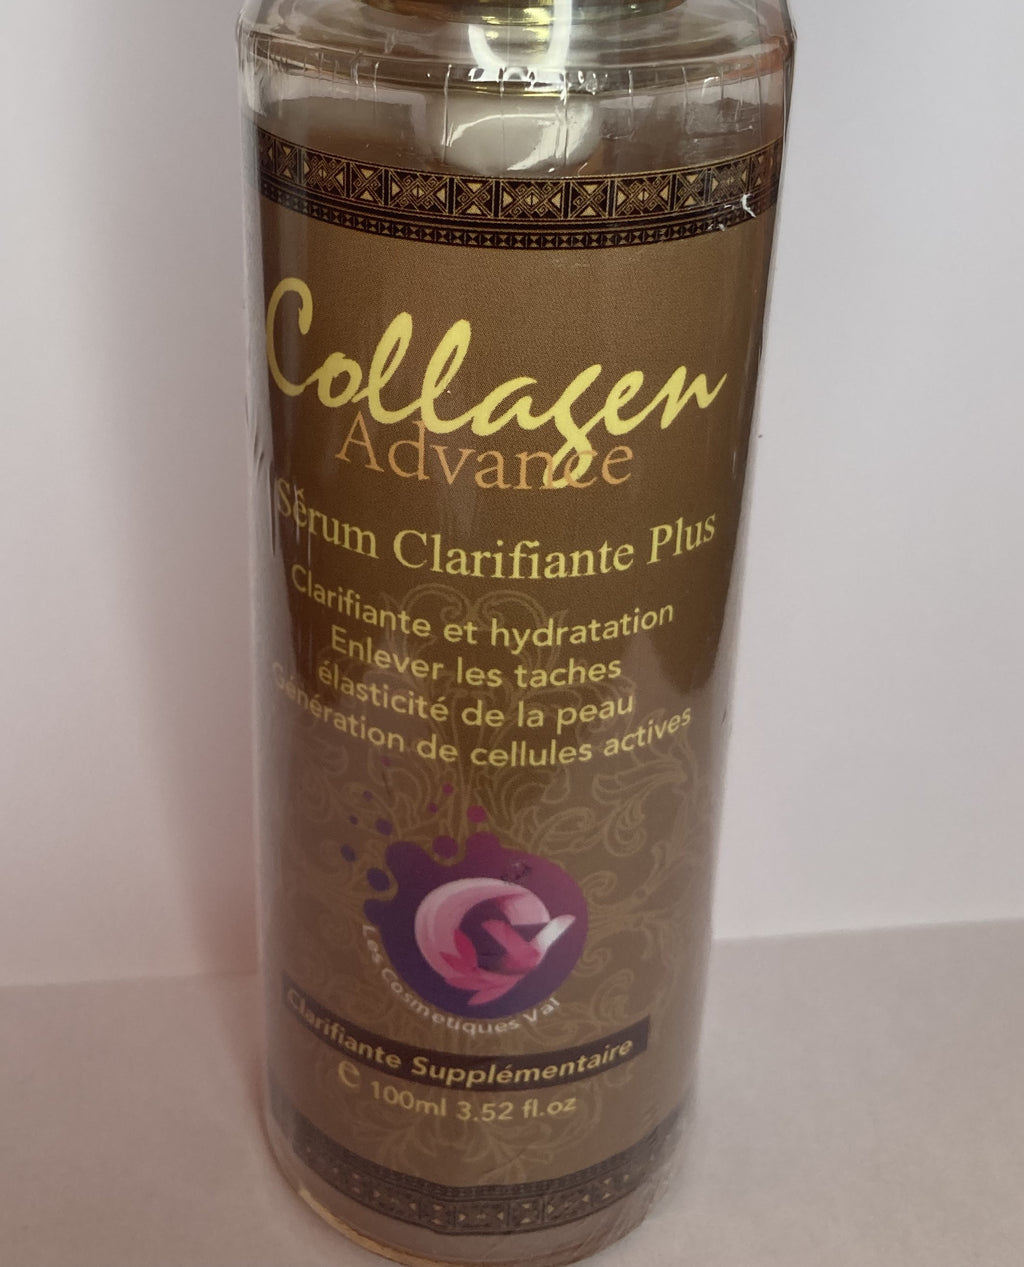 Collagen
Advance
Sérum Clarifiante Plus
Clarifiante et hydratation
Enlever les taches
élasticité de la peau
Génération de cellules actives
Les Cosmetiques Val
Clarifiante Supplémentaire
℮ 100ml 3.52 fl.oz